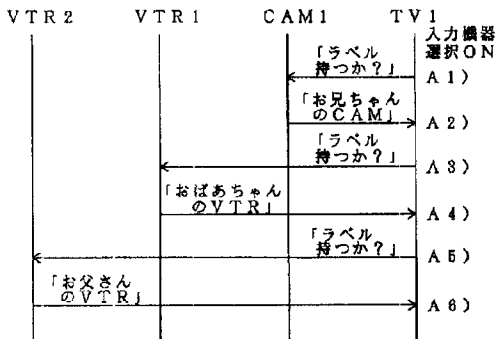 VTR2 VTR1 CAM1 TV1
入力機器
選択ON
「ラベル
持つか?」
A1)
「お兄ちゃん
のCAM」
A2)
「ラベル
持つか?」
A3)
「おばあちゃん
のVTR」
A4)
「ラベル
持つか?」
A5)
「お父さん
のVTR」
A6)